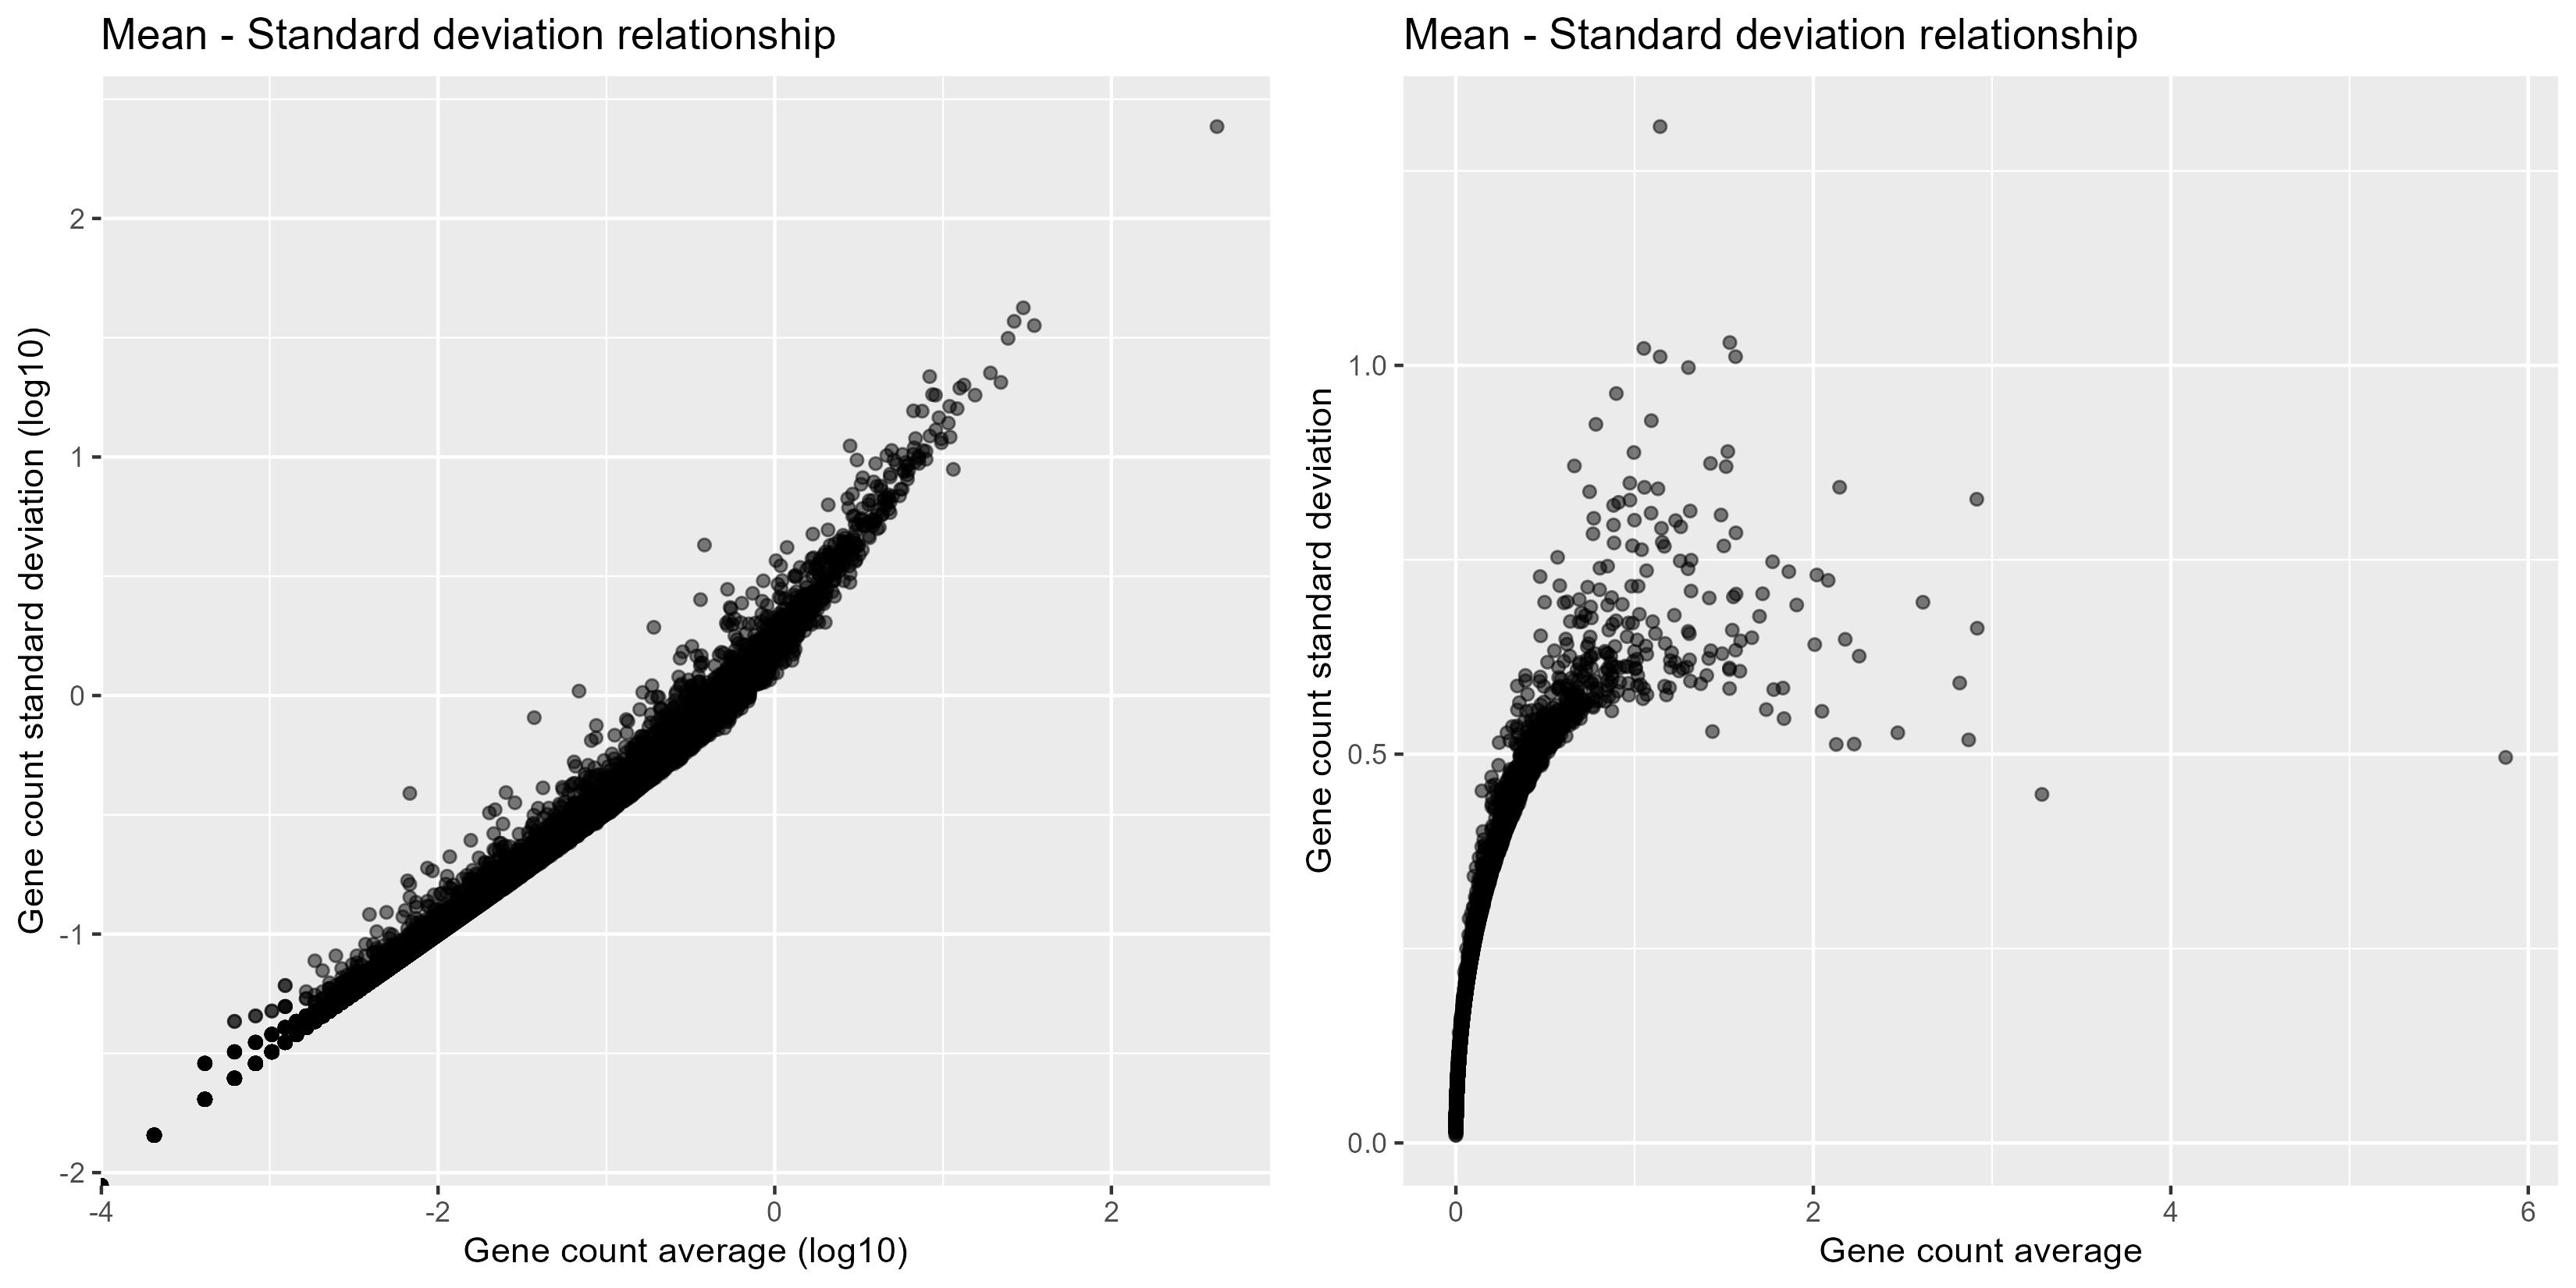 Mean - Standard deviation relationship
Gene count standard deviation (log10)
2
1
0
-1
-2
-4
-2
0
2
Gene count average (log10)
Mean - Standard deviation relationship
Gene count standard deviation
1.0
0.5
0.0
0
2
4
6
Gene count average